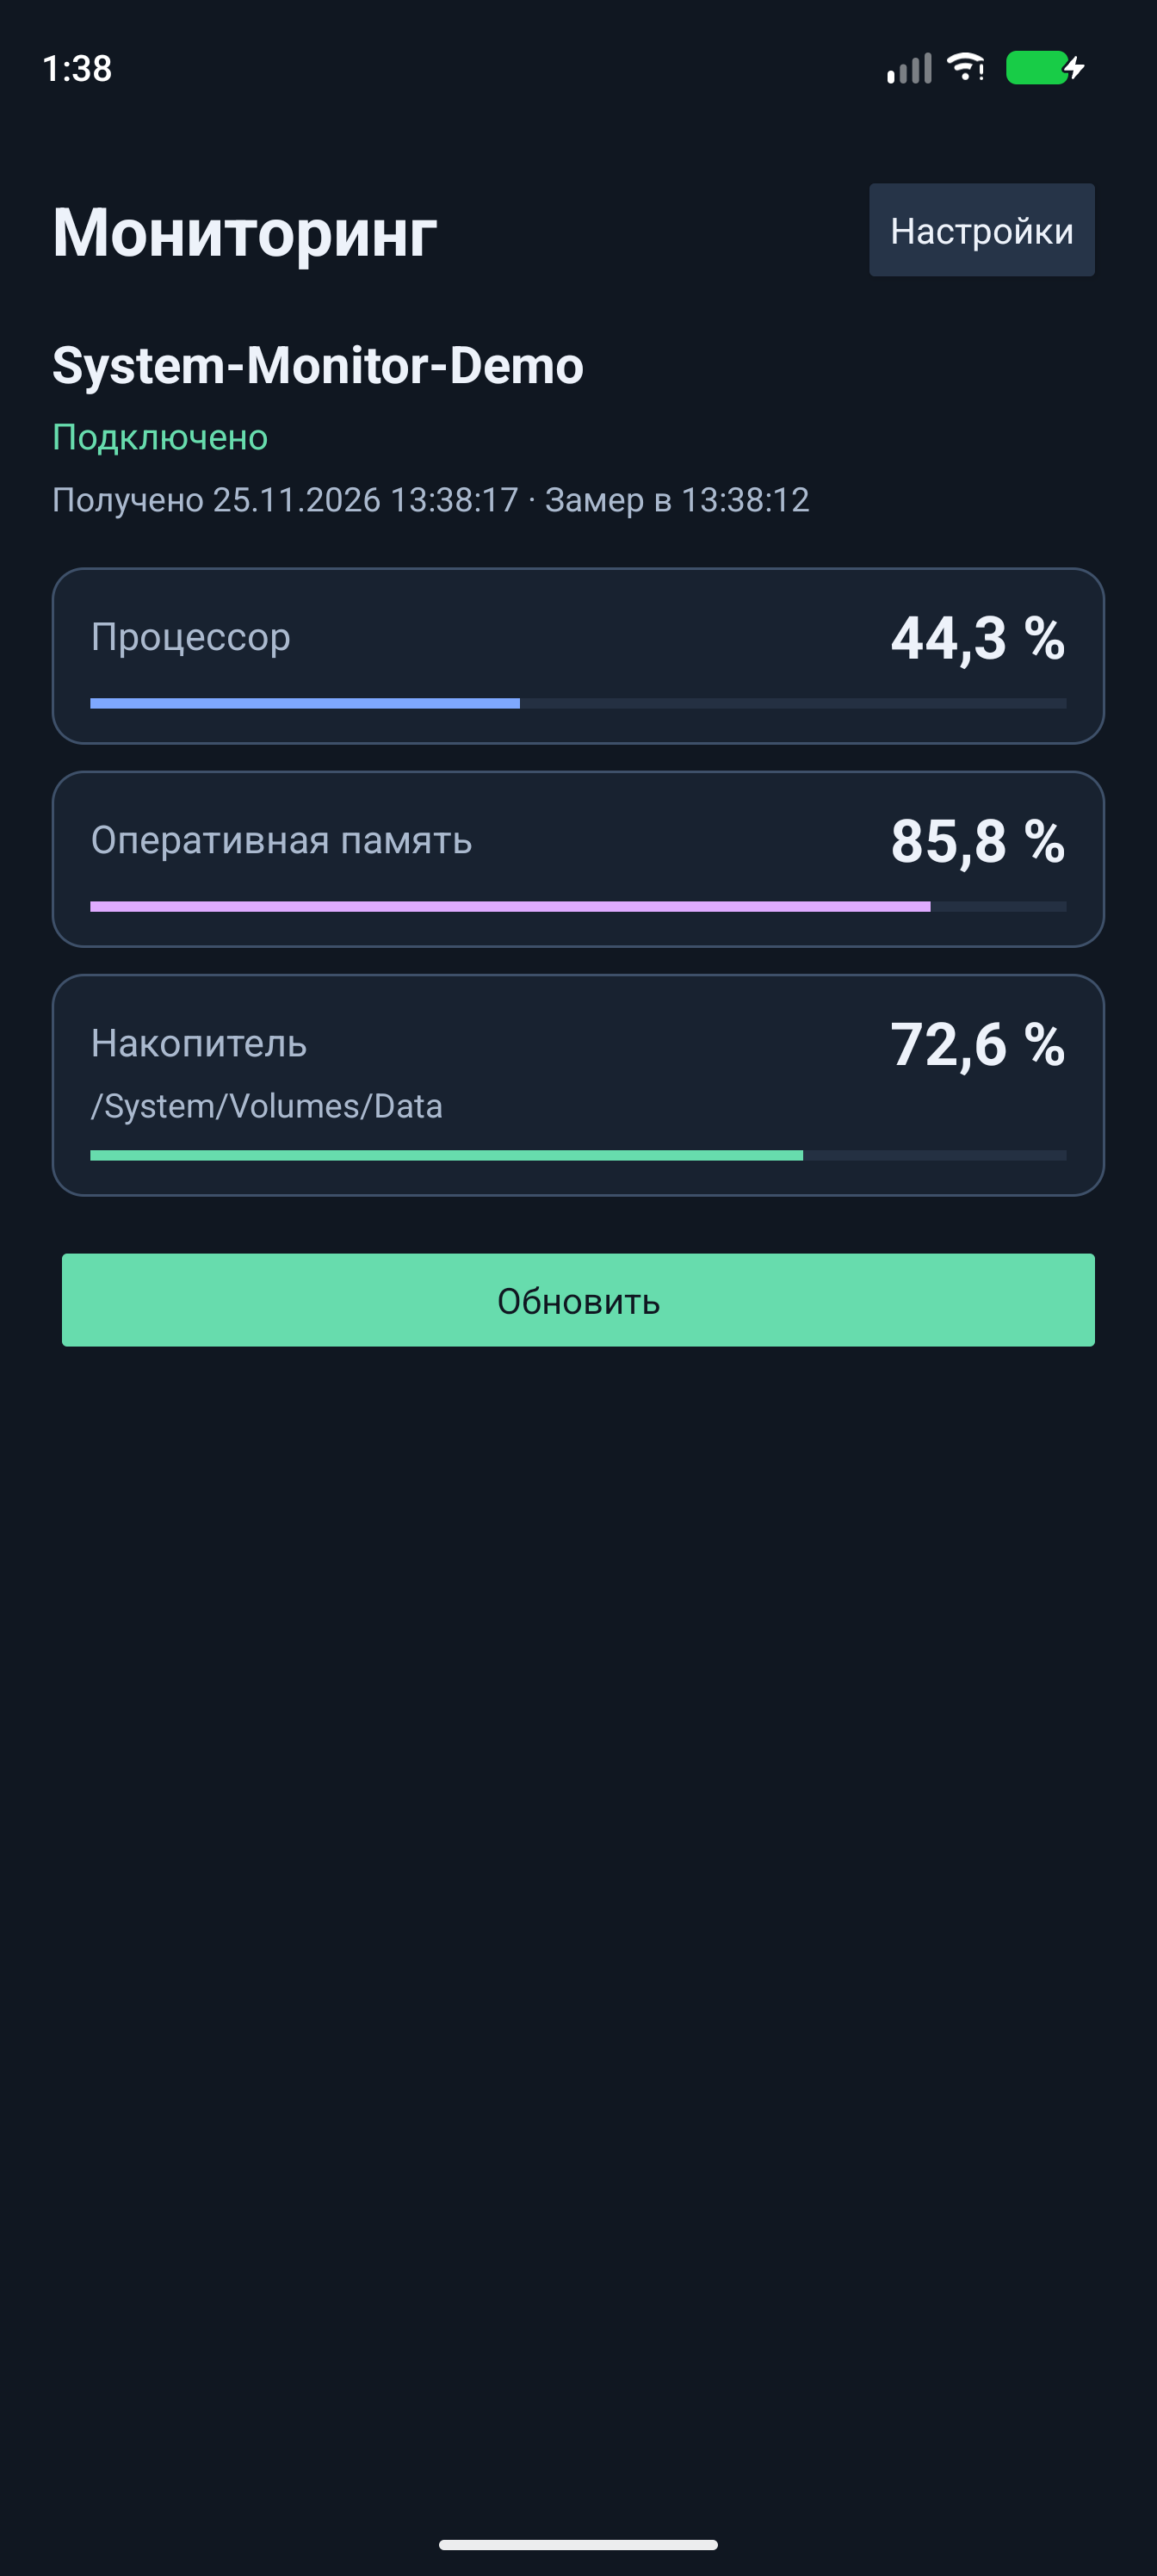 1:38
Мониторинг
Настройки
System-Monitor-Demo
Подключено
Получено 25.11.2026 13:38:17 · Замер в 13:38:12
Процессор
44,3 %
Оперативная память
85,8 %
Накопитель
72,6 %
/System/Volumes/Data
Обновить